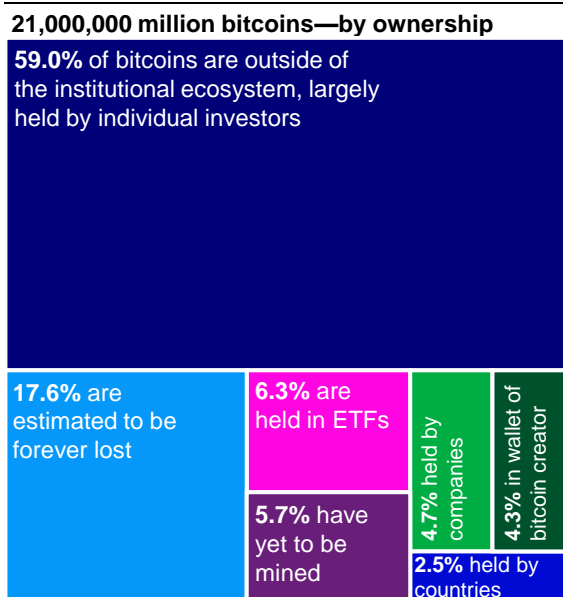 21,000,000 million bitcoins—by ownership
59.0% of bitcoins are outside of
the institutional ecosystem, largely
held by individual investors
17.6% are
estimated to be
forever lost
6.3% are
held in ETFs
5.7% have
yet to be
mined
4.7% held by
companies
4.3% in wallet of
bitcoin creator
2.5% held by
countries